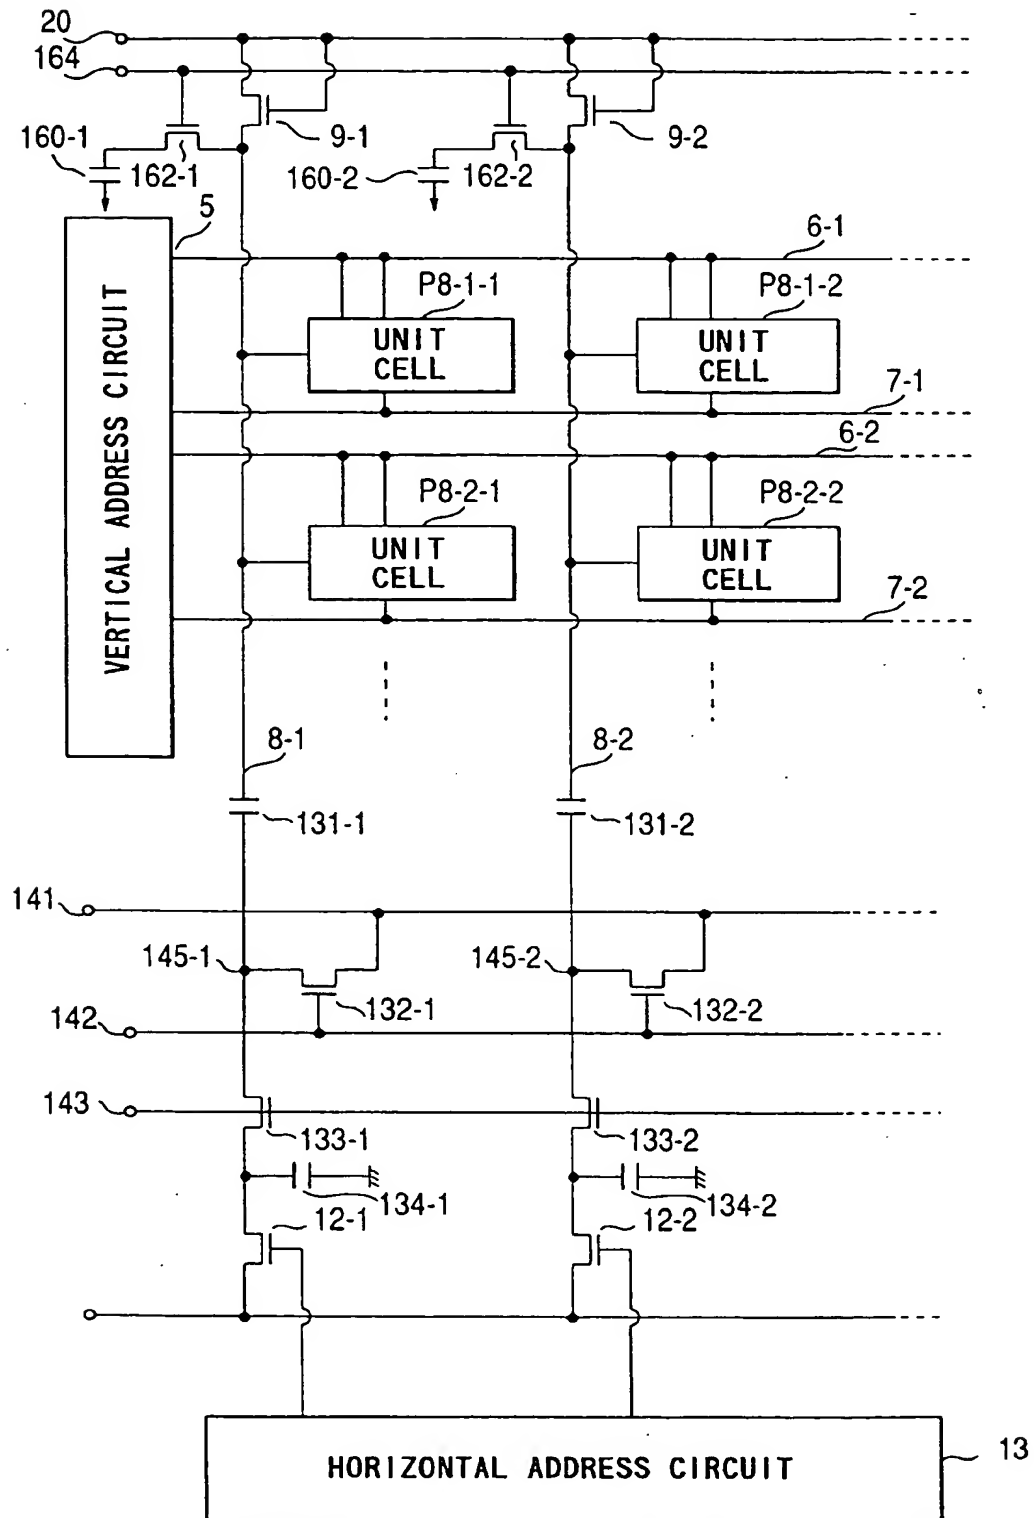 20
164
9-1
9-2
160-1
162-1
160-2
162-2
5
6-1
P8-1-1
P8-1-2
UNIT
CELL
UNIT
CELL
7-1
6-2
P8-2-1
P8-2-2
UNIT
CELL
UNIT
CELL
7-2
VERTICAL ADDRESS CIRCUIT
8-1
8-2
131-1
131-2
141
145-1
145-2
132-1
132-2
142
143
133-1
133-2
134-1
134-2
12-1
12-2
13
HORIZONTAL ADDRESS CIRCUIT